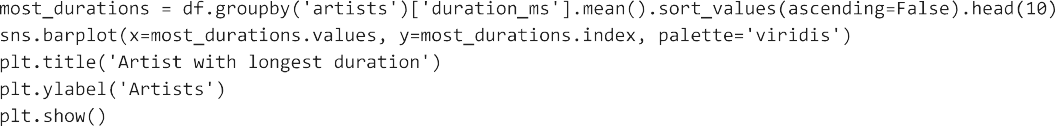 most_durations = df.groupby('artists')['duration_ms'].mean().sort_values(ascending=False).head(10)
sns.barplot(x=most_durations.values, y=most_durations.index, palette='viridis')
plt.title('Artist with longest duration')
plt.ylabel('Artists')
plt.show()